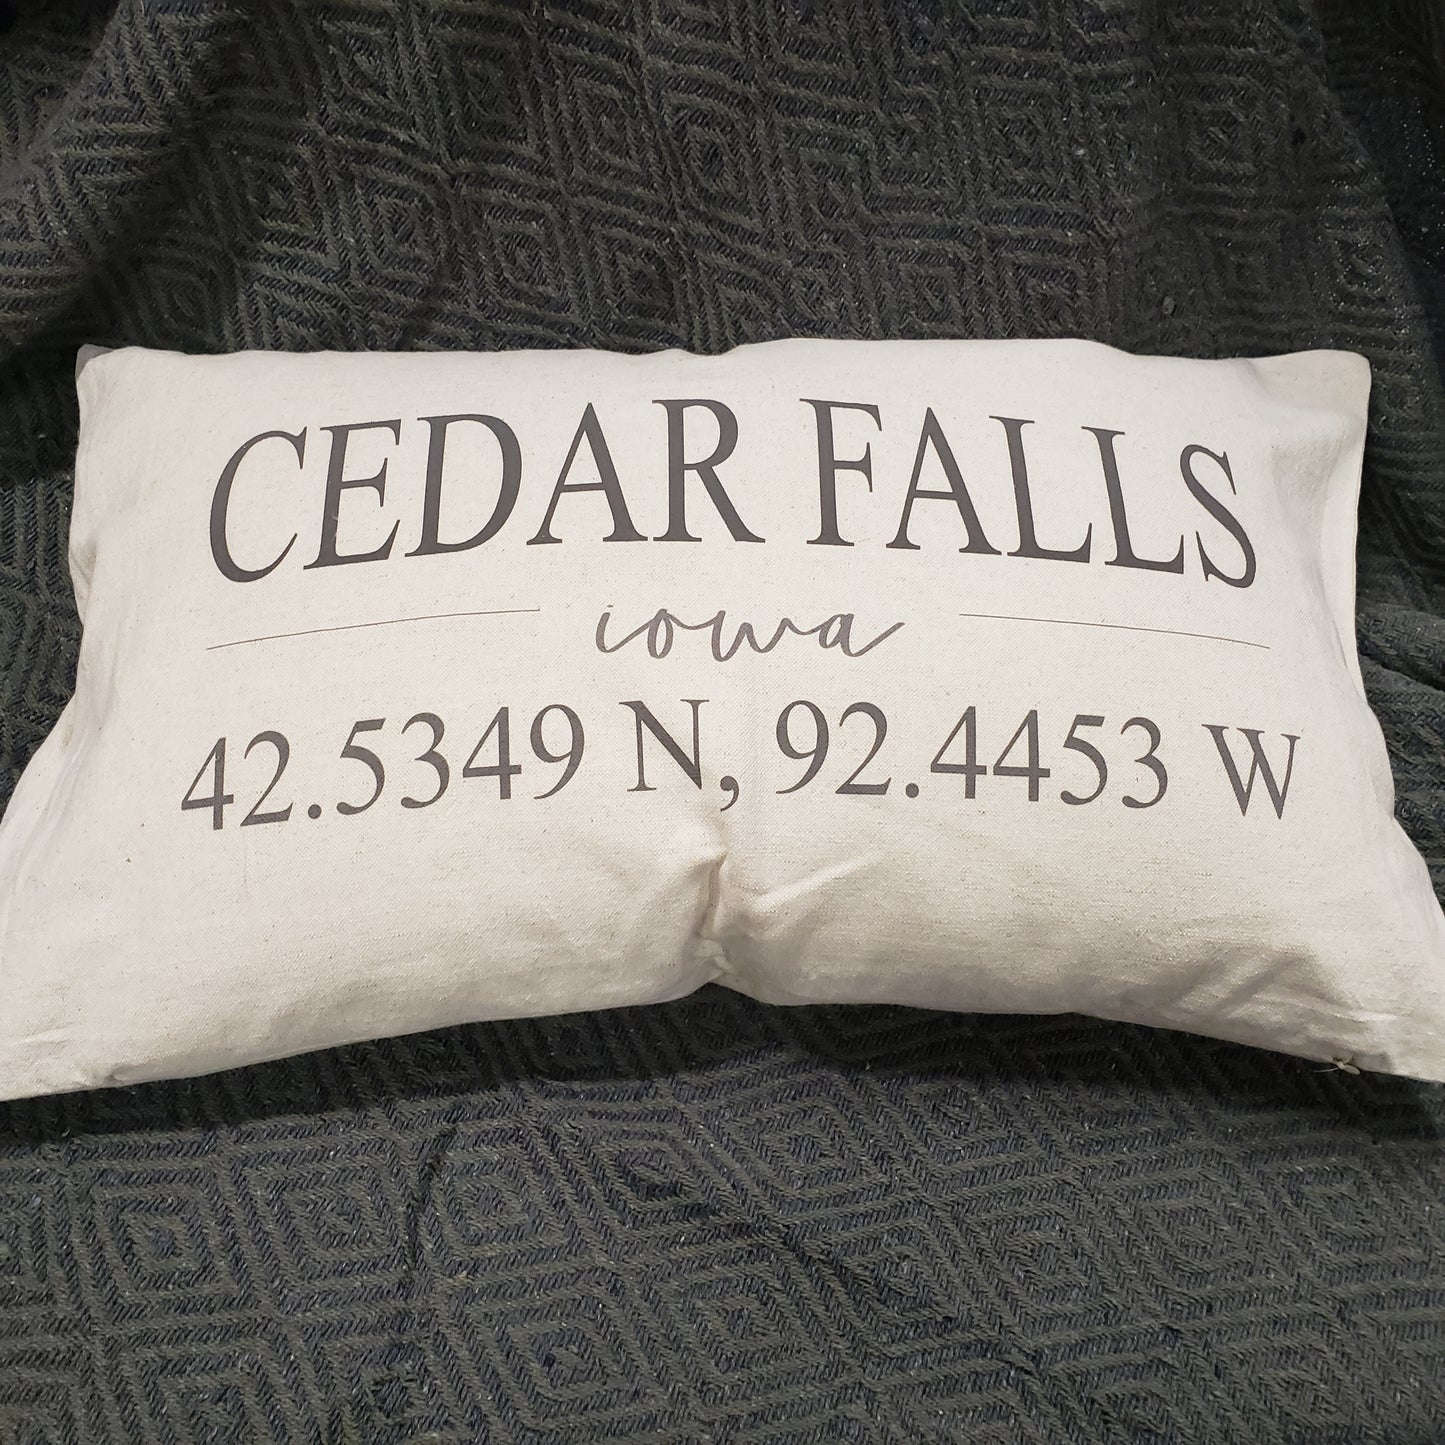 CEDAR FALLS
iowa
42.5349 N, 92.4453 W